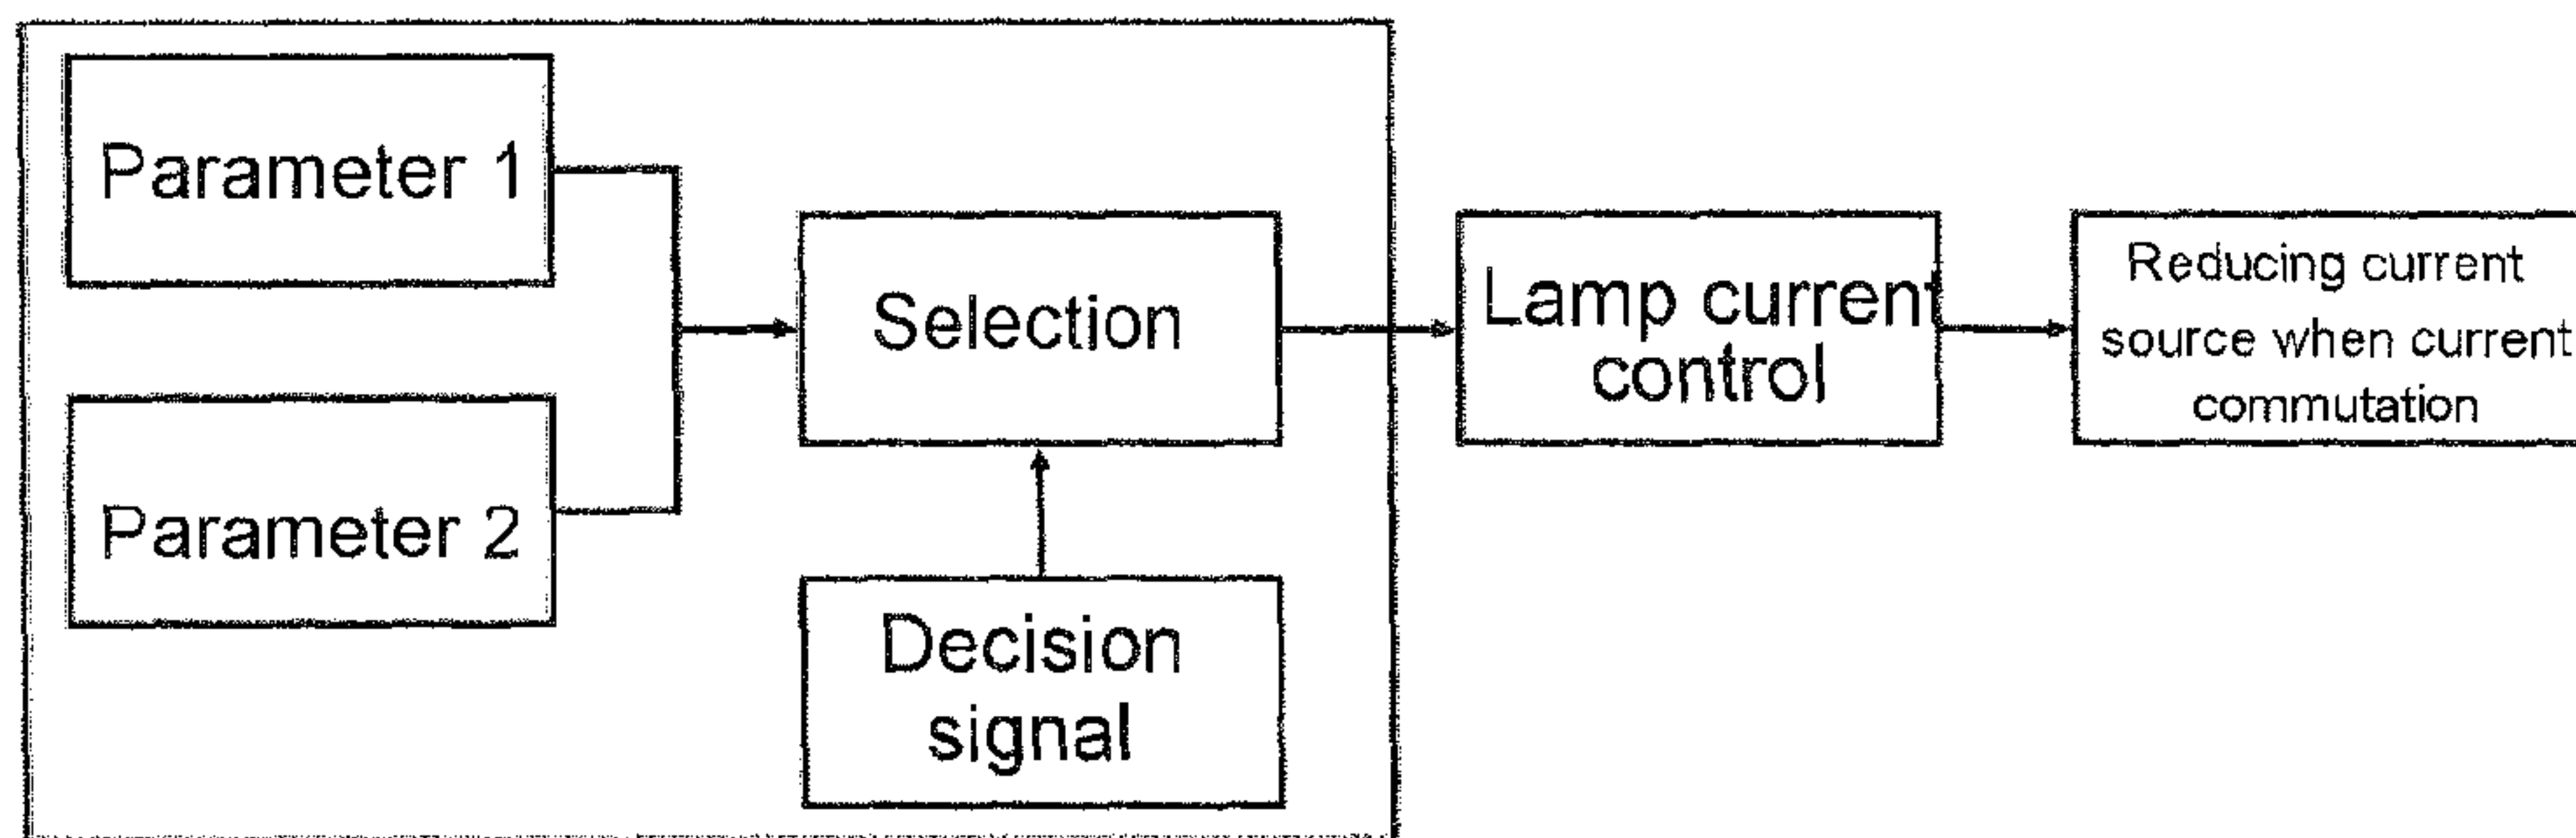 Parameter 1
Parameter 2
Selection
Decision
signal
Lamp current
control
Reducing current
source when current
commutation